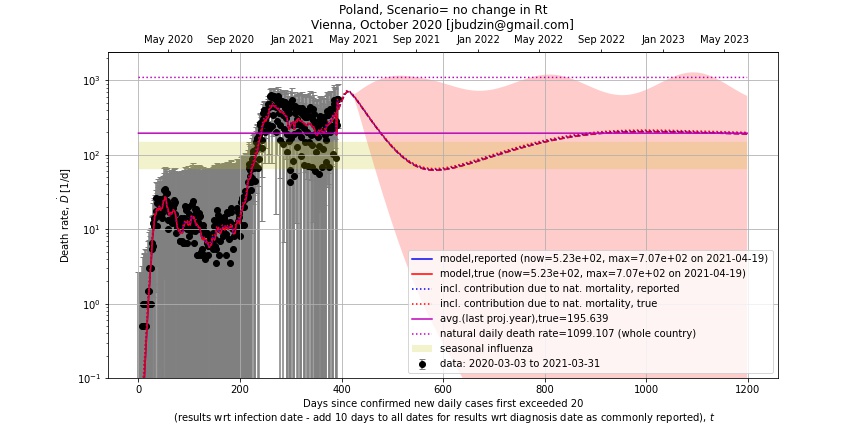 Poland, Scenario= no change in Rt
Vienna, October 2020 [jbudzin@gmail.com]
May 2020 Sep 2020 Jan 2021 May 2021 Sep 2021 Jan 2022 May 2022 Sep 2022 Jan 2023 May 2023
10³
10²
10¹
10⁰
10⁻¹
Death rate, Ḋ [1/d]
model,reported (now=5.23e+02, max=7.07e+02 on 2021-04-19)
model,true (now=5.23e+02, max=7.07e+02 on 2021-04-19)
incl. contribution due to nat. mortality, reported
incl. contribution due to nat. mortality, true
avg.(last proj.year),true=195.639
natural daily death rate=1099.107 (whole country)
seasonal influenza
data: 2020-03-03 to 2021-03-31
0 200 400 600 800 1000 1200
Days since confirmed new daily cases first exceeded 20
(results wrt infection date - add 10 days to all dates for results wrt diagnosis date as commonly reported), t